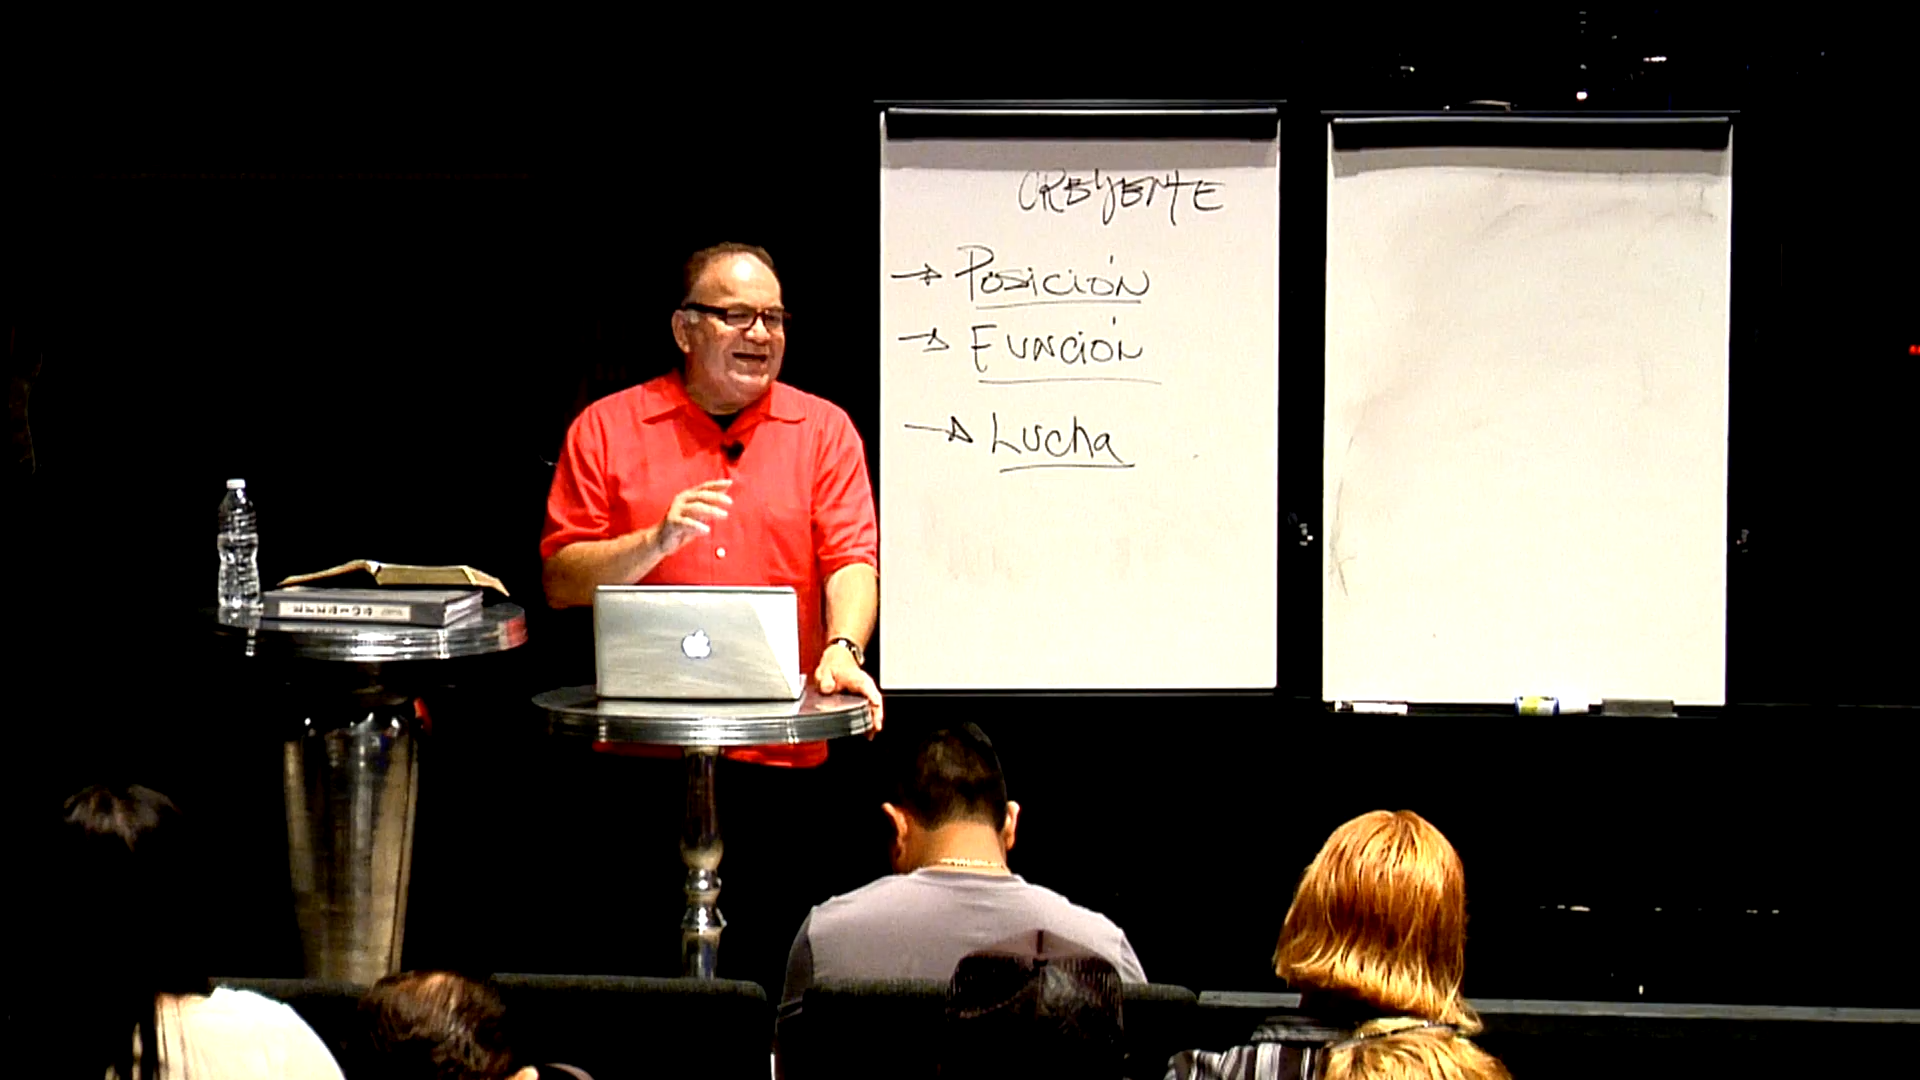 CREYENTE
→ Posición
→ Función
→ Lucha